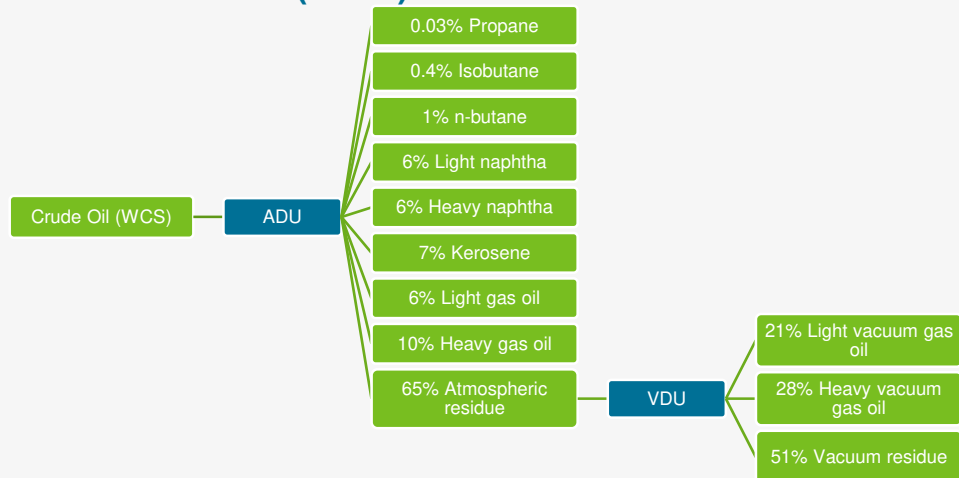 0.03% Propane
0.4% Isobutane
1% n-butane
6% Light naphtha
6% Heavy naphtha
Crude Oil (WCS)
ADU
7% Kerosene
6% Light gas oil
10% Heavy gas oil
65% Atmospheric
residue
VDU
21% Light vacuum gas
oil
28% Heavy vacuum
gas oil
51% Vacuum residue